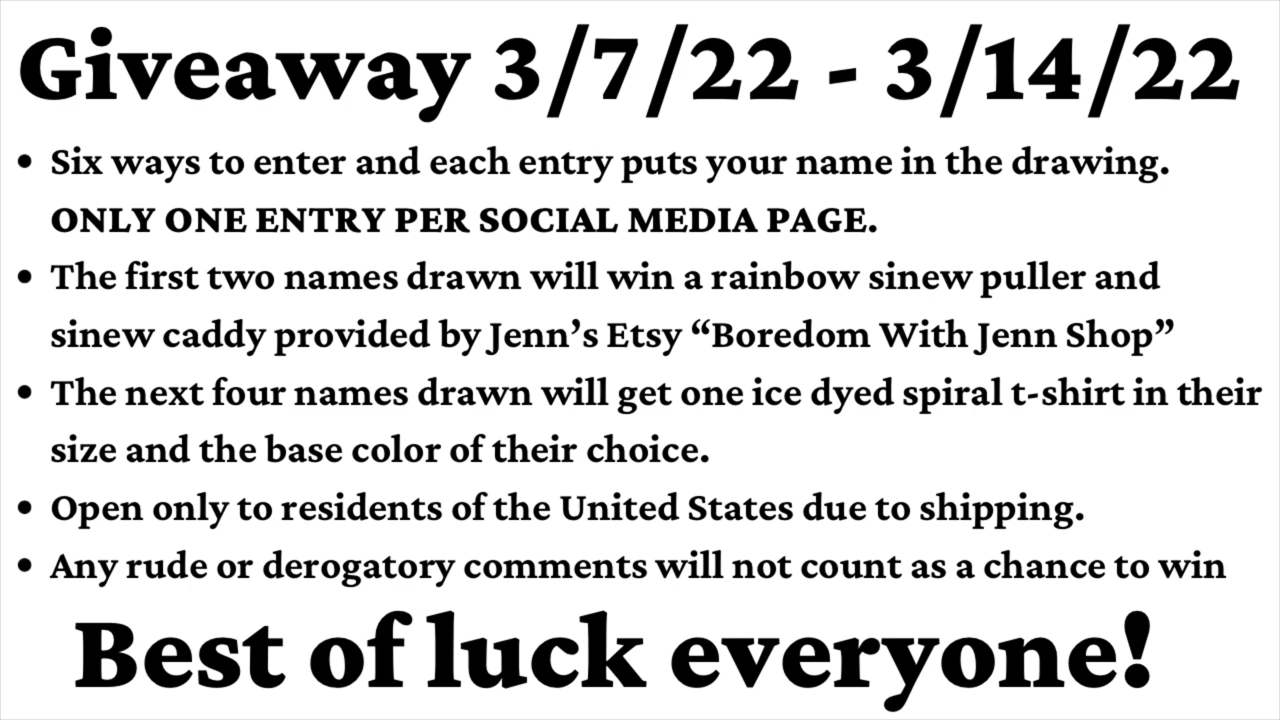 Giveaway 3/7/22 - 3/14/22
• Six ways to enter and each entry puts your name in the drawing.
ONLY ONE ENTRY PER SOCIAL MEDIA PAGE.
• The first two names drawn will win a rainbow sinew puller and
sinew caddy provided by Jenn’s Etsy “Boredom With Jenn Shop”
• The next four names drawn will get one ice dyed spiral t-shirt in their
size and the base color of their choice.
• Open only to residents of the United States due to shipping.
• Any rude or derogatory comments will not count as a chance to win
Best of luck everyone!